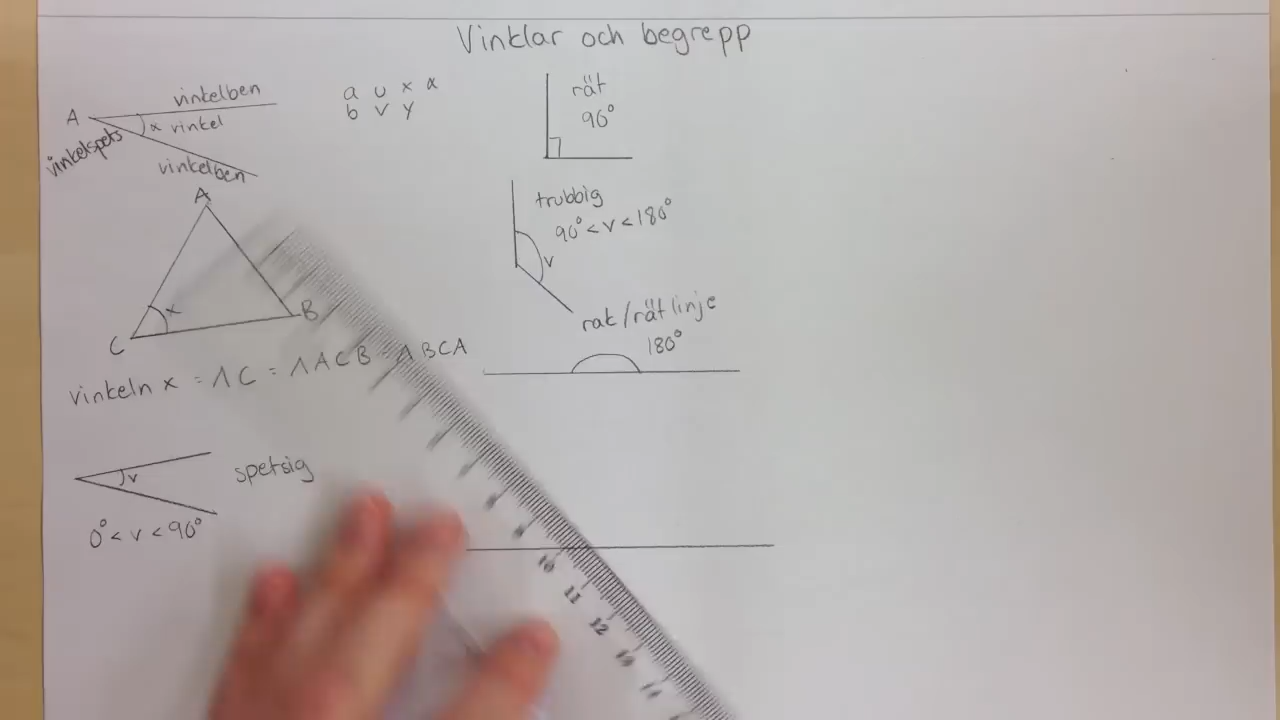 Vinklar och begrepp
A
vinkelben
x vinkel
vinkelspets
vinkelben
a u x α
b v y
rät
90°
A
x
B
C
vinkeln x = ∧C = ∧ACB = ∧BCA
trubbig
90° < v < 180°
v
rak/rät linje
180°
v
spetsig
0° < v < 90°
10
11
12
13
14